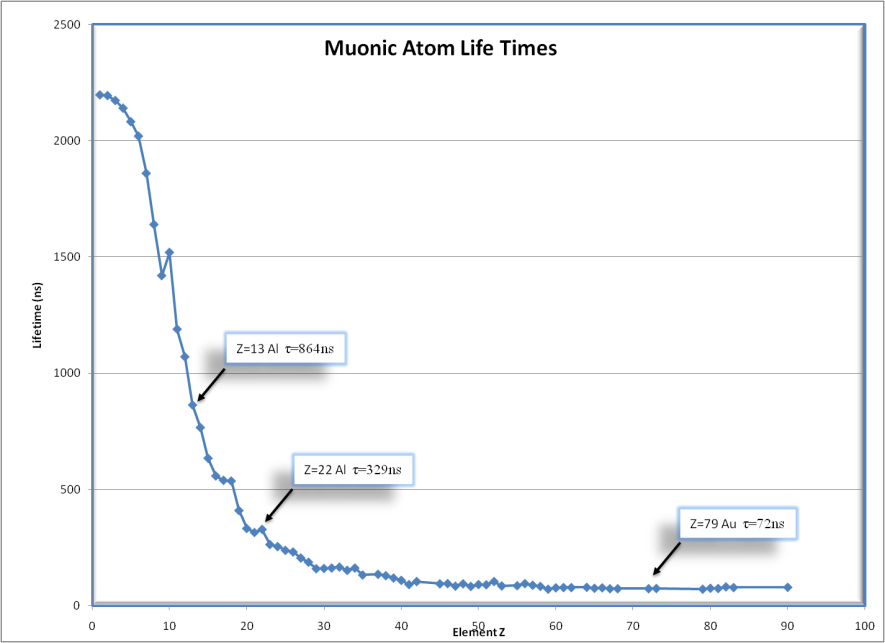 Muonic Atom Life Times
2500
2000
1500
1000
500
0
Lifetime (ns)
Z=13 Al τ=864ns
Z=22 Al τ=329ns
Z=79 Au τ=72ns
0 10 20 30 40 50 60 70 80 90 100
Element Z